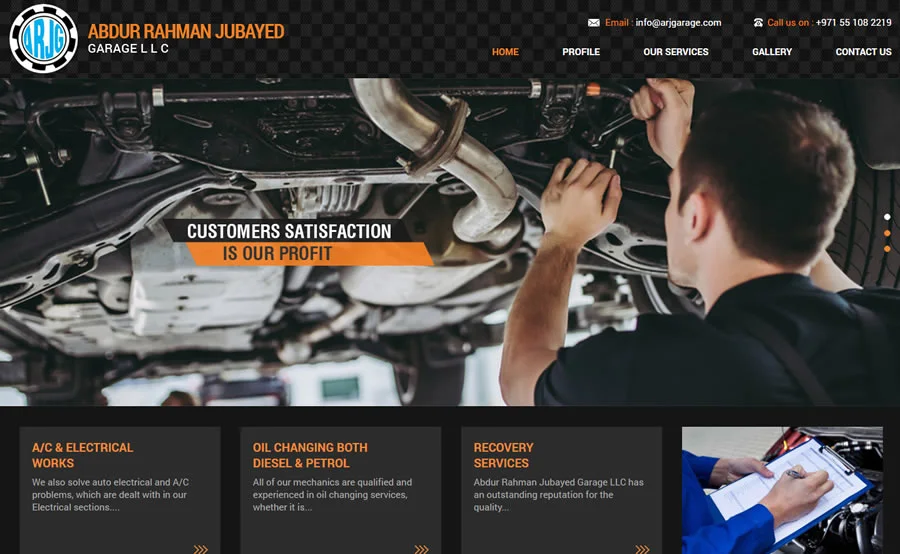 ARJG
ABDUR RAHMAN JUBAYED
GARAGE L L C
Email : info@arjgarage.com
Call us on : +971 55 108 2219
HOME
PROFILE
OUR SERVICES
GALLERY
CONTACT US
CUSTOMERS SATISFACTION
IS OUR PROFIT
A/C & ELECTRICAL
WORKS
We also solve auto electrical and A/C
problems, which are dealt with in our
Electrical sections....
OIL CHANGING BOTH
DIESEL & PETROL
All of our mechanics are qualified and
experienced in oil changing services,
whether it is...
RECOVERY
SERVICES
Abdur Rahman Jubayed Garage LLC has
an outstanding reputation for the
quality...